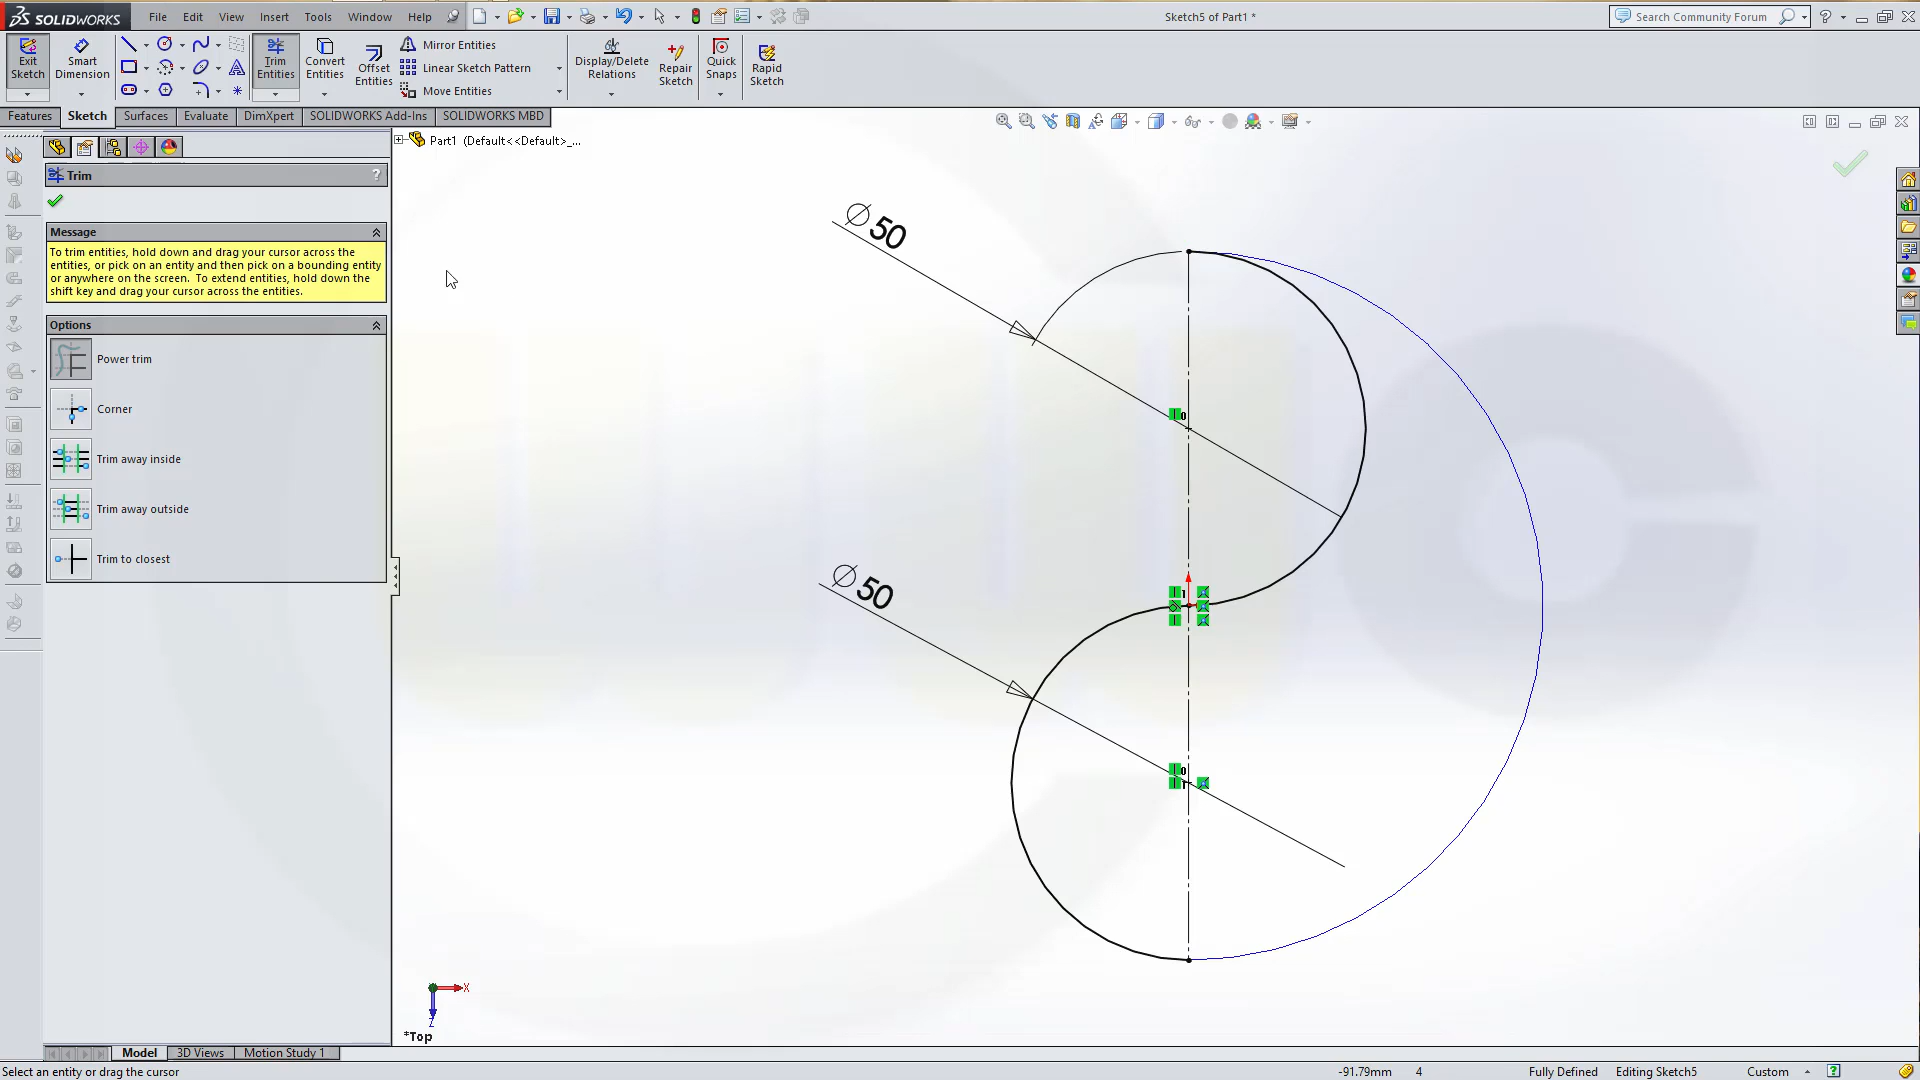 SOLIDWORKS
File Edit View Insert Tools Window Help
Sketch5 of Part1 *
Search Community Forum
Exit Sketch
Smart Dimension
Trim Entities
Convert Entities
Offset Entities
Mirror Entities
Linear Sketch Pattern
Move Entities
Display/Delete Relations
Repair Sketch
Quick Snaps
Rapid Sketch
Features Sketch Surfaces Evaluate DimXpert SOLIDWORKS Add-Ins SOLIDWORKS MBD
Part1 (Default<<Default>_...
Trim
?
Message
To trim entities, hold down and drag your cursor across the
entities, or pick on an entity and then pick on a bounding entity
or anywhere on the screen. To extend entities, hold down the
shift key and drag your cursor across the entities.
Options
Power trim
Corner
Trim away inside
Trim away outside
Trim to closest
Ø50
Ø50
0
1
0
1
X
Z
*Top
Model 3D Views Motion Study 1
Select an entity or drag the cursor
-91.79mm 4 Fully Defined Editing Sketch5 Custom ?